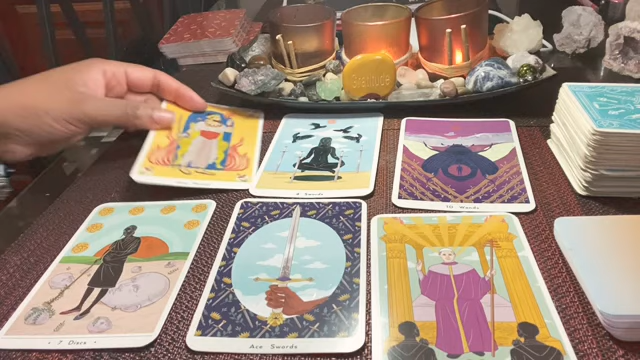 Gratitude
4 Swords
10 Wands
• 7 Discs •
Ace Swords